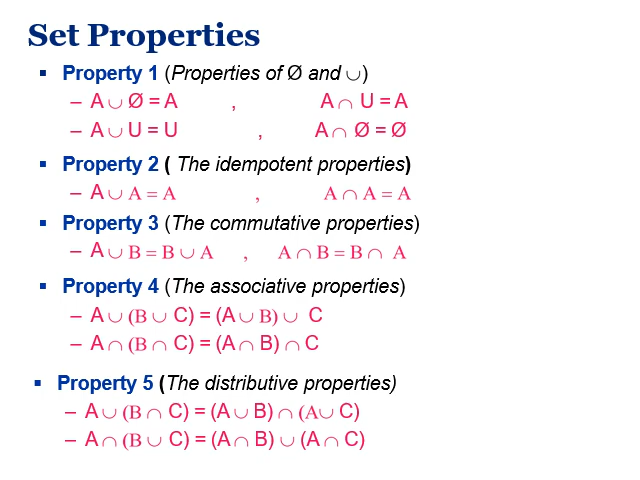 Set Properties
▪ Property 1 (Properties of Ø and ∪)
– A ∪ Ø = A , A ∩ U = A
– A ∪ U = U , A ∩ Ø = Ø
▪ Property 2 ( The idempotent properties)
– A ∪ A = A , A ∩ A = A
▪ Property 3 (The commutative properties)
– A ∪ B = B ∪ A , A ∩ B = B ∩ A
▪ Property 4 (The associative properties)
– A ∪ (B ∪ C) = (A ∪ B) ∪ C
– A ∩ (B ∩ C) = (A ∩ B) ∩ C
▪ Property 5 (The distributive properties)
– A ∪ (B ∩ C) = (A ∪ B) ∩ (A ∪ C)
– A ∩ (B ∪ C) = (A ∩ B) ∪ (A ∩ C)